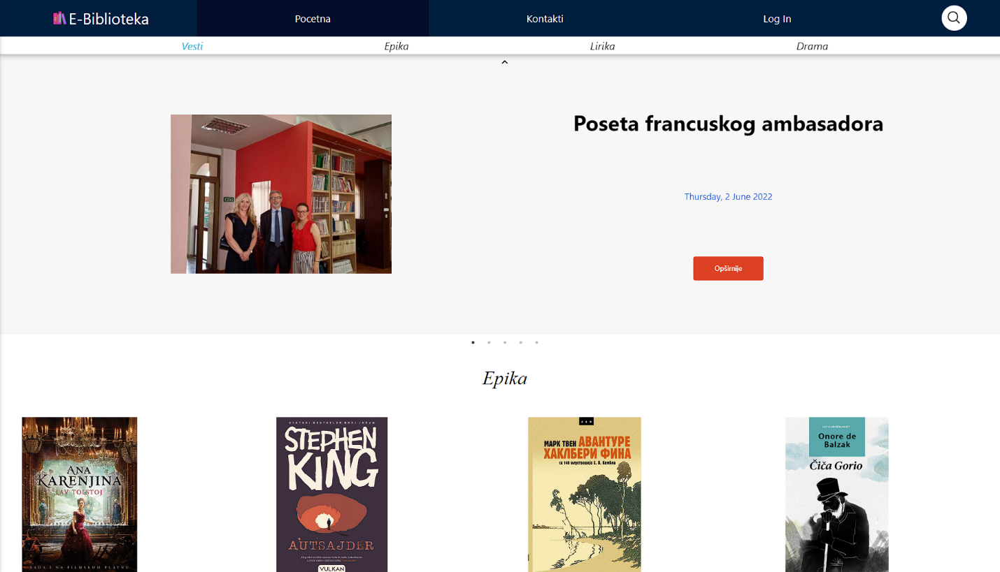 E-Biblioteka
Pocetna
Kontakti
Log In
Vesti
Epika
Lirika
Drama
Poseta francuskog ambasadora
Thursday, 2 June 2022
Opširnije
Epika
ANA
KARENJINA
LAV TOLSTOJ
SADA I NA FILMSKOM PLATNU
SVETSKI BESTSELER BROJ JEDAN
STEPHEN
KING
AUTSAJDER
VULKAN
МАРК ТВЕН АВАНТУРЕ
ХАКЛБЕРИ ФИНА
са 140 илустрација Е. В. Кембла
Onore de
Balzak
Čiča Gorio